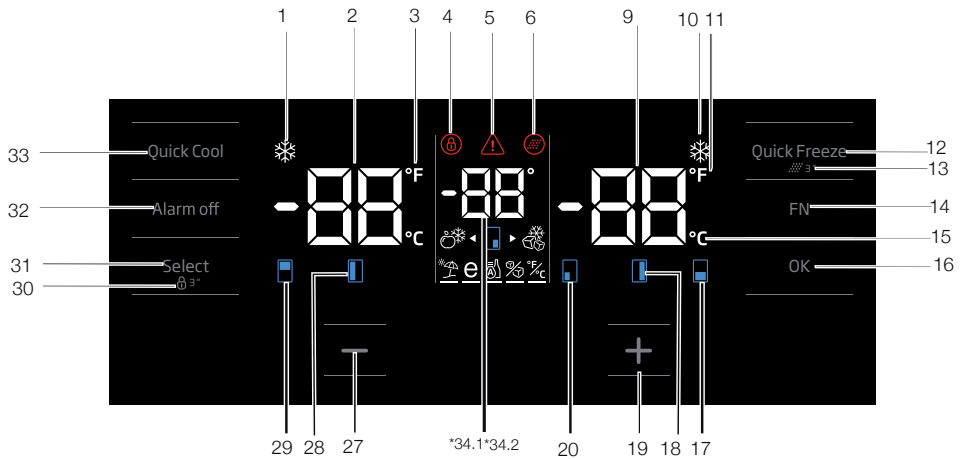 1 2 3 4 5 6 9 10 11
33 Quick Cool Quick Freeze 12
3" 13
-88 °F -88 ° -88 °F
32 Alarm off FN 14
°C °C 15
31 Select OK 16
30 3"
e A °F/°C
29 28 27 *34.1*34.2 20 19 18 17